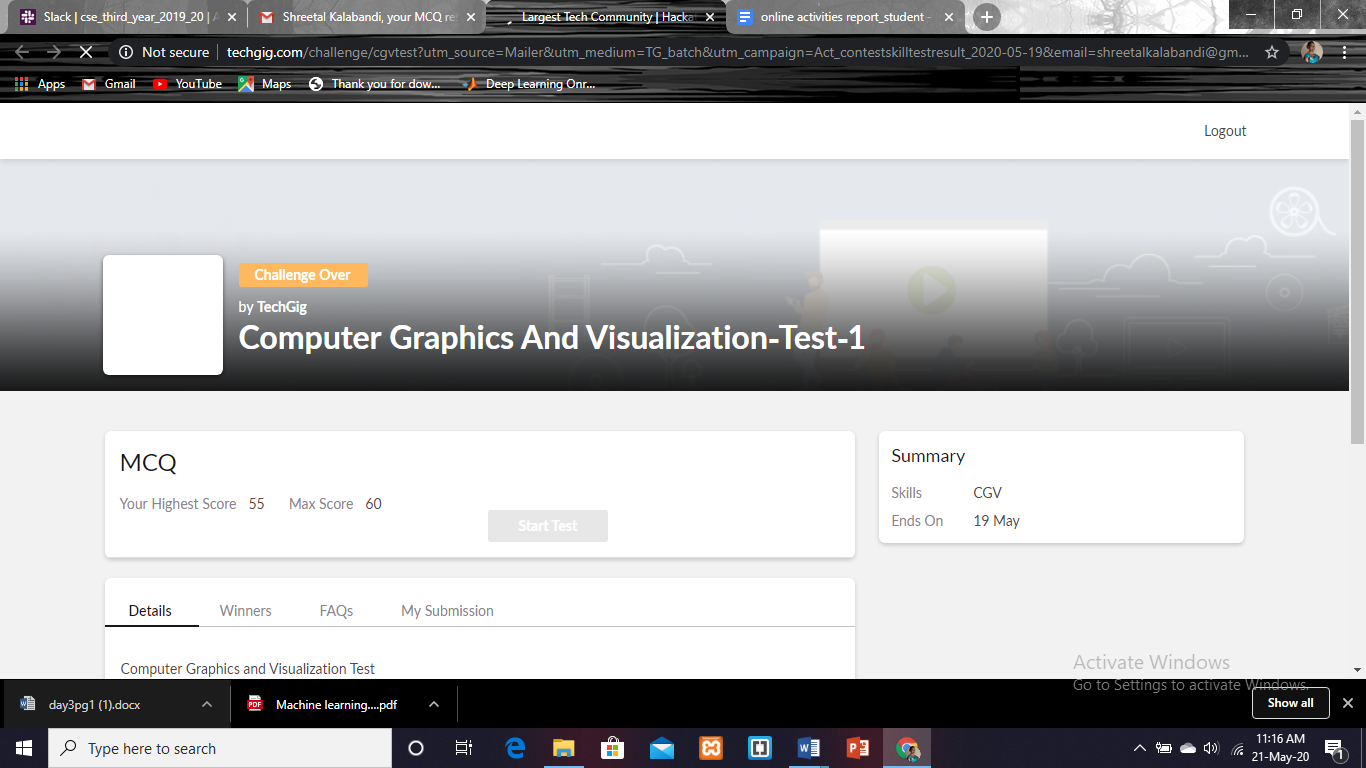 Slack | cse_third_year_2019_20 |
Shreetal Kalabandi, your MCQ re
Largest Tech Community | Hacka
online activities report_student -
Not secure | techgig.com/challenge/cgvtest?utm_source=Mailer&utm_medium=TG_batch&utm_campaign=Act_contestskilltestresult_2020-05-19&email=shreetalkalabandi@gm...
Apps Gmail YouTube Maps Thank you for dow... Deep Learning Onr...
Logout
Challenge Over
by TechGig
Computer Graphics And Visualization-Test-1
MCQ
Your Highest Score 55 Max Score 60
Start Test
Summary
Skills CGV
Ends On 19 May
Details Winners FAQs My Submission
Computer Graphics and Visualization Test
Activate Windows
Go to Settings to activate Windows.
day3pg1 (1).docx
PDF Machine learning....pdf
Show all
Type here to search
11:16 AM
21-May-20
1